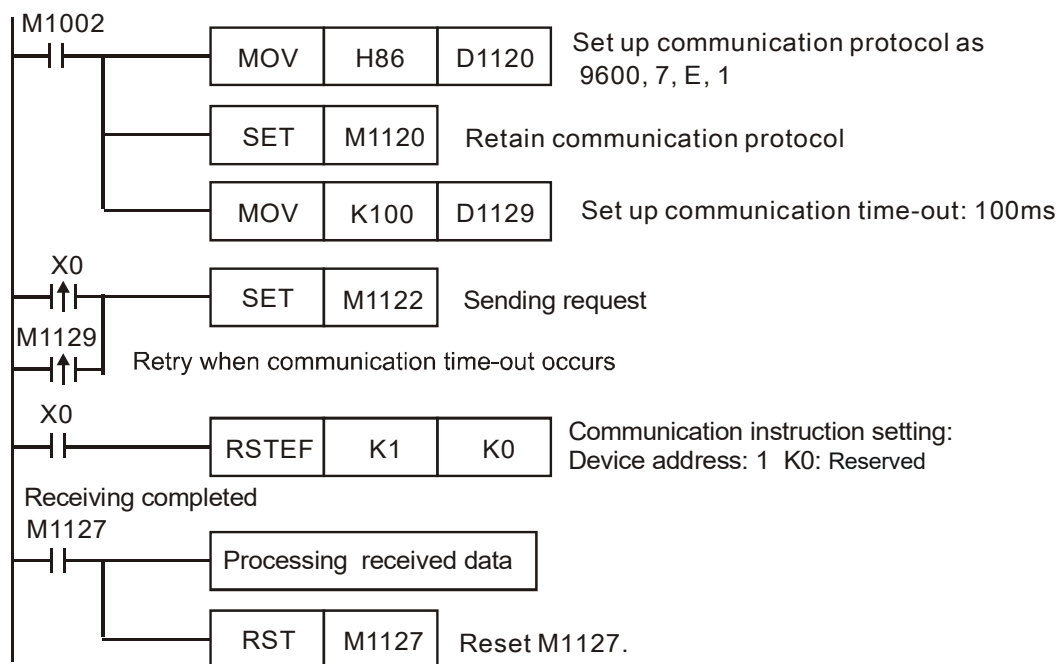 M1002
MOV H86 D1120 Set up communication protocol as
9600, 7, E, 1
SET M1120 Retain communication protocol
MOV K100 D1129 Set up communication time-out: 100ms
X0
SET M1122 Sending request
M1129
Retry when communication time-out occurs
X0
RSTEF K1 K0 Communication instruction setting:
Device address: 1 K0: Reserved
Receiving completed
M1127
Processing received data
RST M1127 Reset M1127.